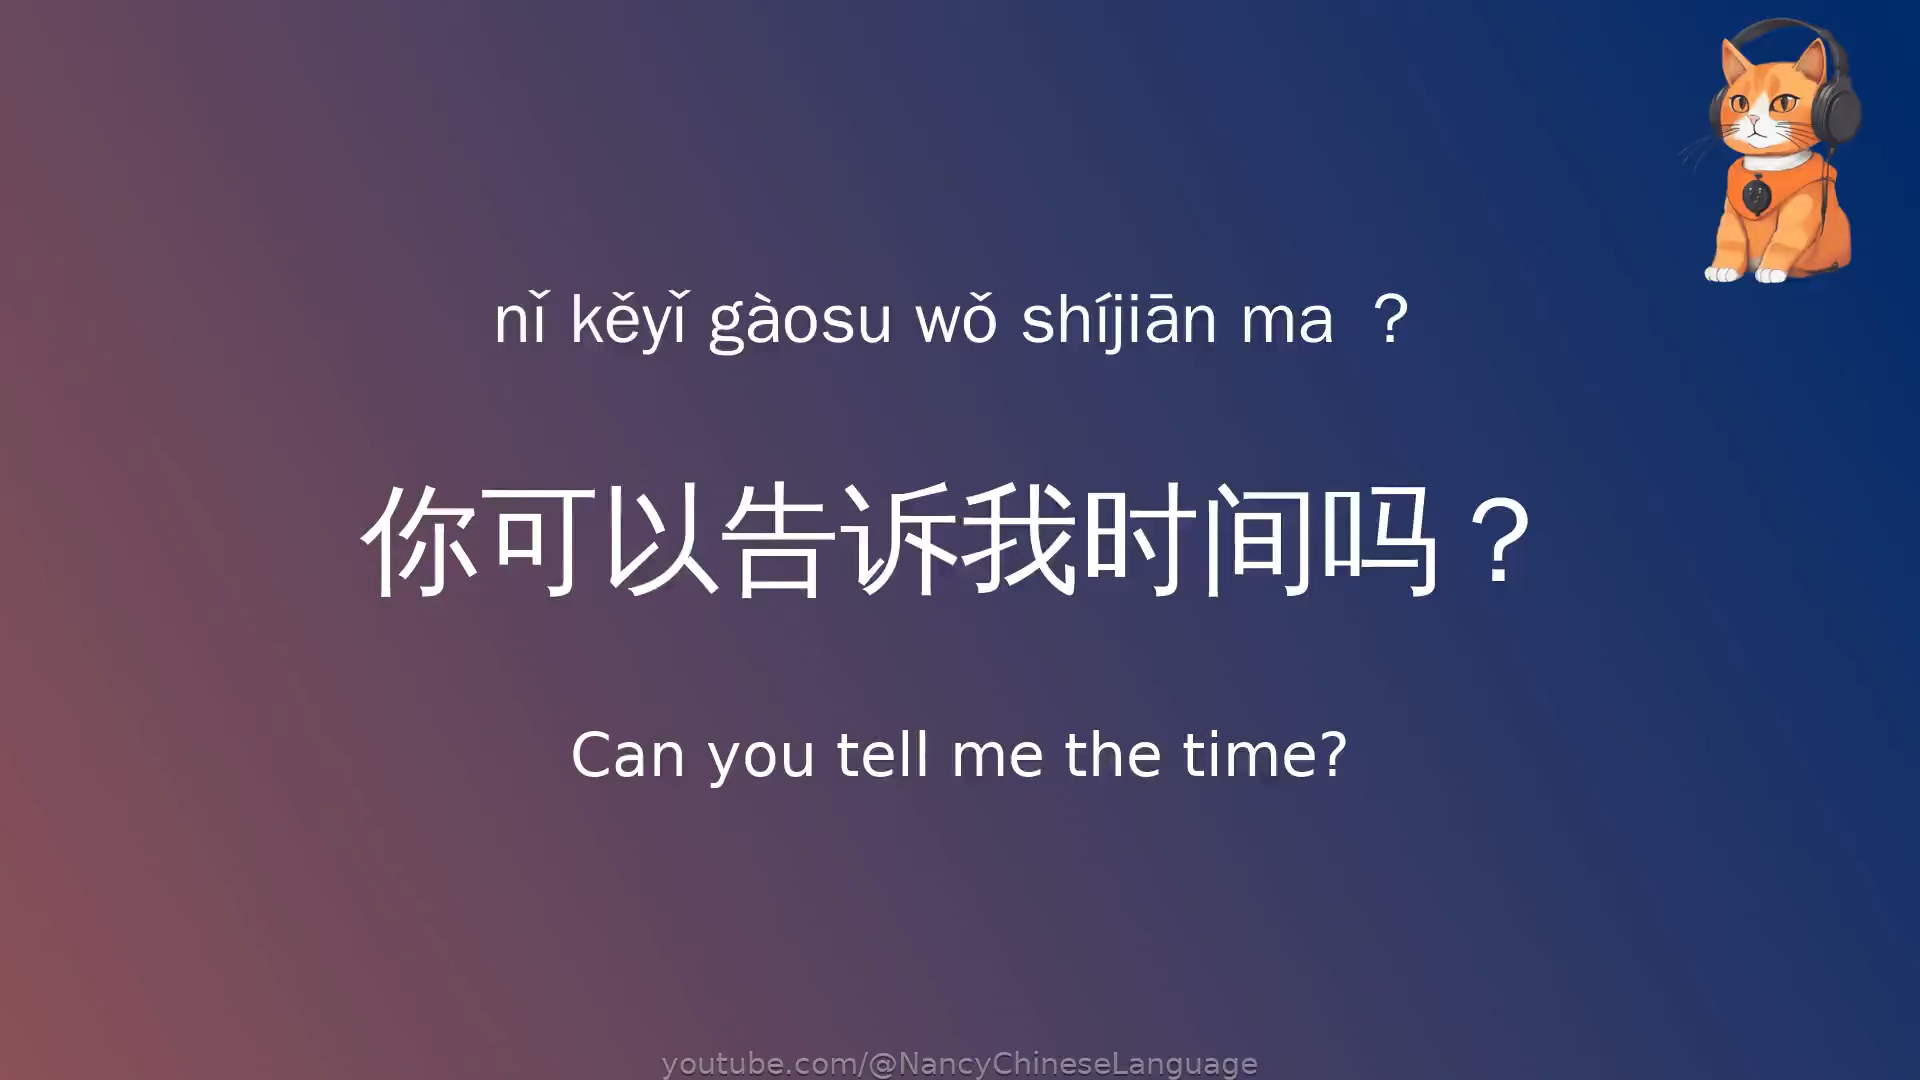 nǐ kěyǐ gàosu wǒ shíjiān ma ？
你可以告诉我时间吗？
Can you tell me the time?
youtube.com/@NancyChineseLanguage